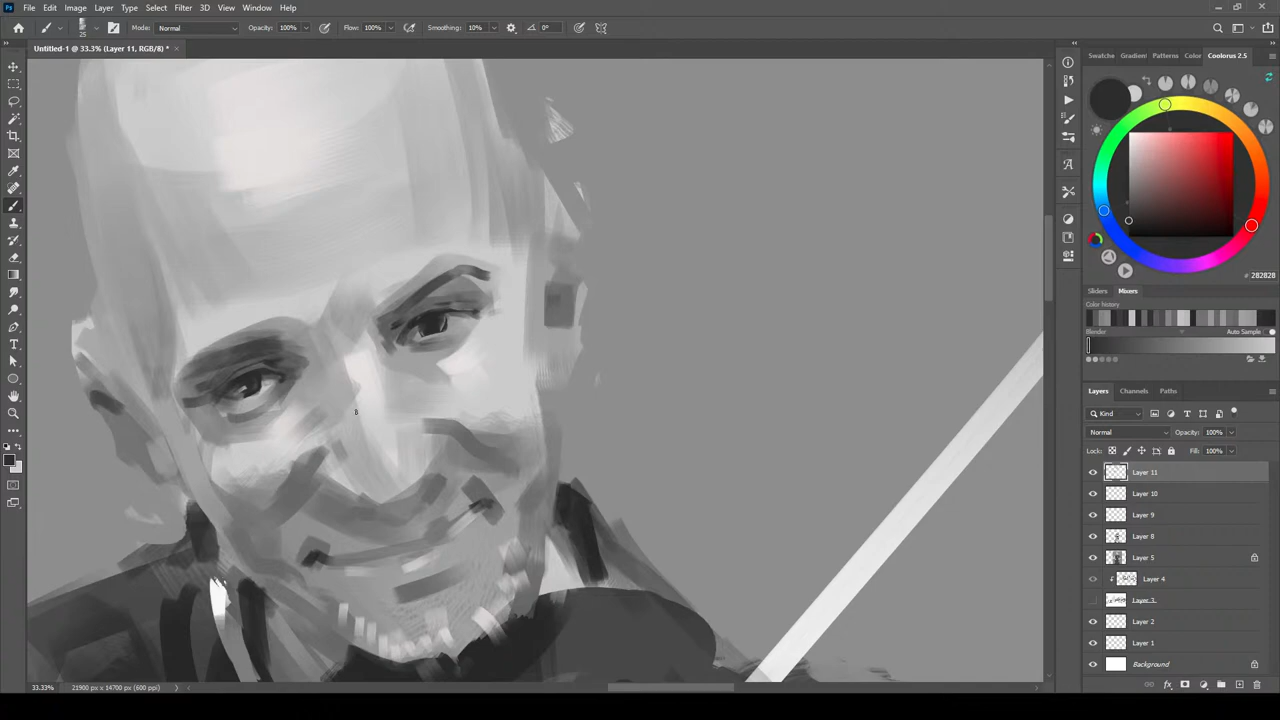 File Edit Image Layer Type Select Filter 3D View Window Help
Mode: Normal Opacity: 100% Flow: 100% Smoothing: 10% 0°
25
Untitled-1 @ 33.3% (Layer 11, RGB/8) *
Swatche Gradient Patterns Color Coolorus 2.5
282828
Sliders Mixers
Color history
Blender Auto Sample
Layers Channels Paths
Kind
Normal Opacity: 100%
Lock: Fill: 100%
Layer 11
Layer 10
Layer 9
Layer 8
Layer 5
Layer 4
Layer 3
Layer 2
Layer 1
Background
33.33% 21900 px x 14700 px (600 ppi)